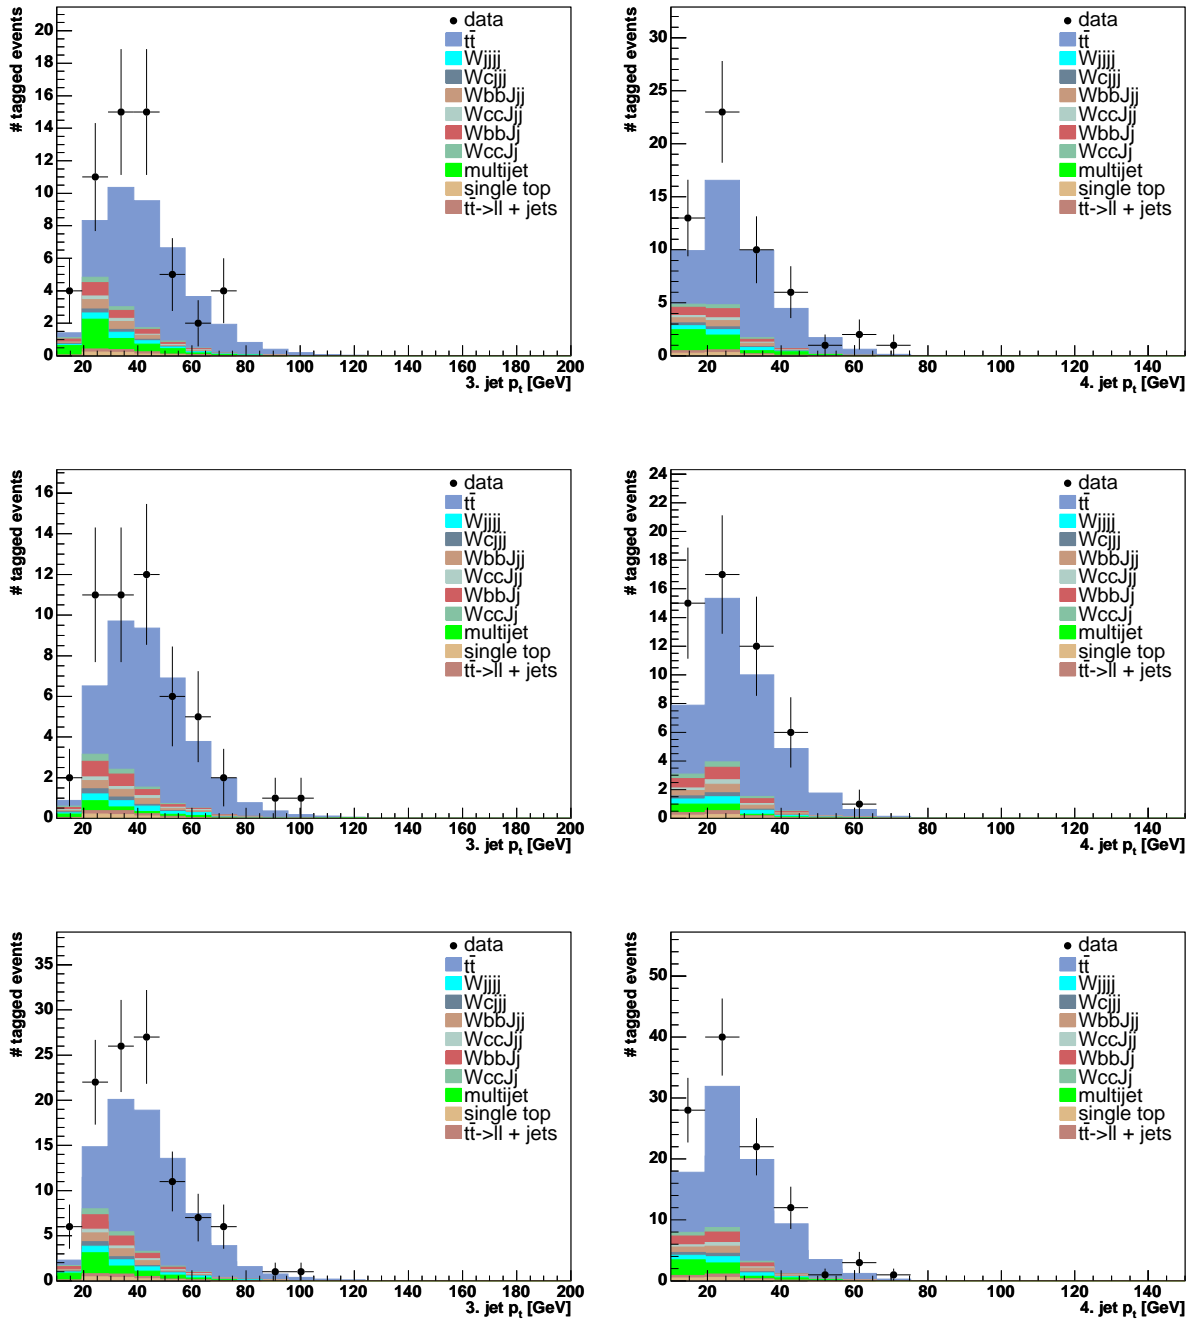 # tagged events
20
18
16
14
12
10
8
6
4
2
0
20 40 60 80 100 120 140 160 180 200
3. jet pt [GeV]
data
tt̄
Wjjjj
Wcjjj
WbbJjj
WccJjj
WbbJj
WccJj
multijet
single top
tt̄->ll + jets
# tagged events
30
25
20
15
10
5
0
20 40 60 80 100 120 140
4. jet pt [GeV]
data
tt̄
Wjjjj
Wcjjj
WbbJjj
WccJjj
WbbJj
WccJj
multijet
single top
tt̄->ll + jets
# tagged events
16
14
12
10
8
6
4
2
0
20 40 60 80 100 120 140 160 180 200
3. jet pt [GeV]
data
tt̄
Wjjjj
Wcjjj
WbbJjj
WccJjj
WbbJj
WccJj
multijet
single top
tt̄->ll + jets
# tagged events
24
22
20
18
16
14
12
10
8
6
4
2
0
20 40 60 80 100 120 140
4. jet pt [GeV]
data
tt̄
Wjjjj
Wcjjj
WbbJjj
WccJjj
WbbJj
WccJj
multijet
single top
tt̄->ll + jets
# tagged events
35
30
25
20
15
10
5
0
20 40 60 80 100 120 140 160 180 200
3. jet pt [GeV]
data
tt̄
Wjjjj
Wcjjj
WbbJjj
WccJjj
WbbJj
WccJj
multijet
single top
tt̄->ll + jets
# tagged events
50
40
30
20
10
0
20 40 60 80 100 120 140
4. jet pt [GeV]
data
tt̄
Wjjjj
Wcjjj
WbbJjj
WccJjj
WbbJj
WccJj
multijet
single top
tt̄->ll + jets